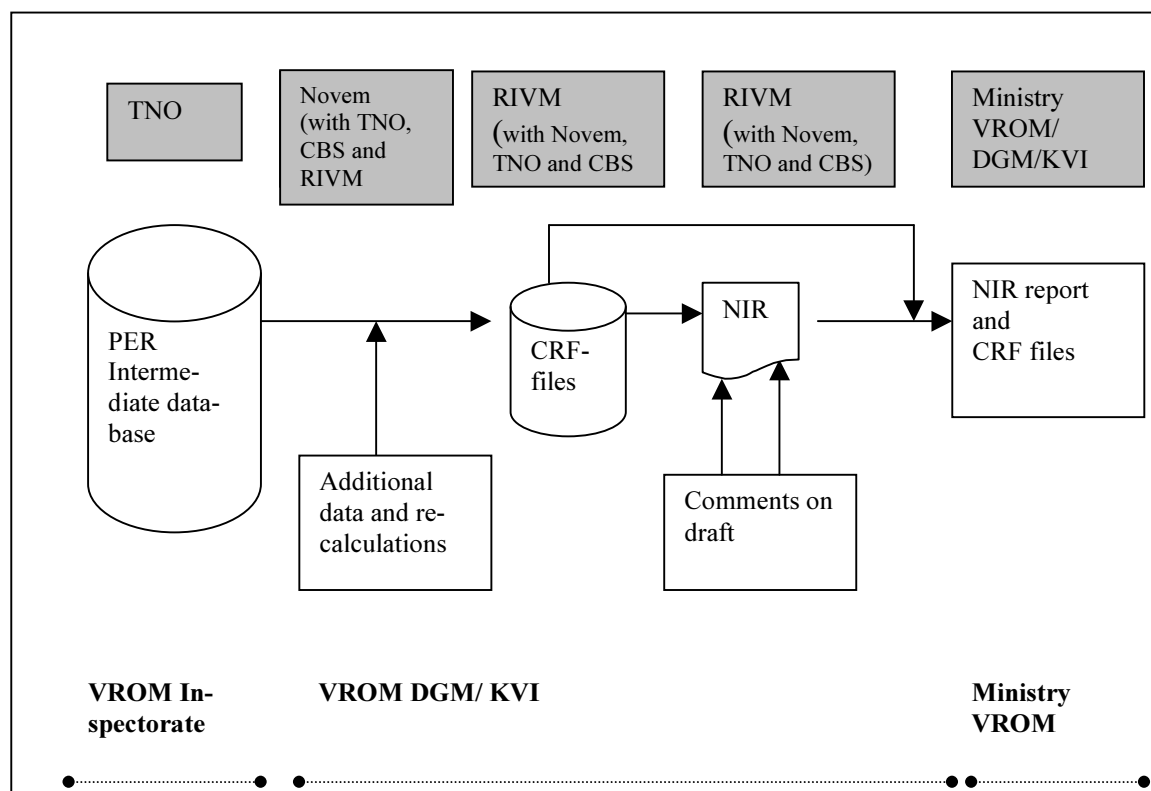 TNO
Novem
(with TNO,
CBS and
RIVM
RIVM
(with Novem,
TNO and CBS
RIVM
(with Novem,
TNO and CBS)
Ministry
VROM/
DGM/KVI
PER
Interme-
diate data-
base
CRF-
files
NIR
NIR report
and
CRF files
Additional
data and re-
calculations
Comments on
draft
VROM In-
spectorate
VROM DGM/ KVI
Ministry
VROM